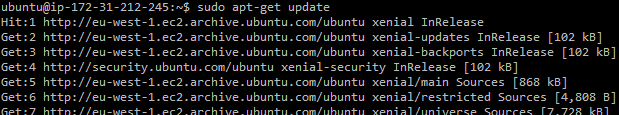 ubuntu@ip-172-31-212-245:~$ sudo apt-get update
Hit:1 http://eu-west-1.ec2.archive.ubuntu.com/ubuntu xenial InRelease
Get:2 http://eu-west-1.ec2.archive.ubuntu.com/ubuntu xenial-updates InRelease [102 kB]
Get:3 http://eu-west-1.ec2.archive.ubuntu.com/ubuntu xenial-backports InRelease [102 kB]
Get:4 http://security.ubuntu.com/ubuntu xenial-security InRelease [102 kB]
Get:5 http://eu-west-1.ec2.archive.ubuntu.com/ubuntu xenial/main Sources [868 kB]
Get:6 http://eu-west-1.ec2.archive.ubuntu.com/ubuntu xenial/restricted Sources [4,808 B]
Get:7 http://eu-west-1.ec2.archive.ubuntu.com/ubuntu xenial/universe Sources [7,728 kB]